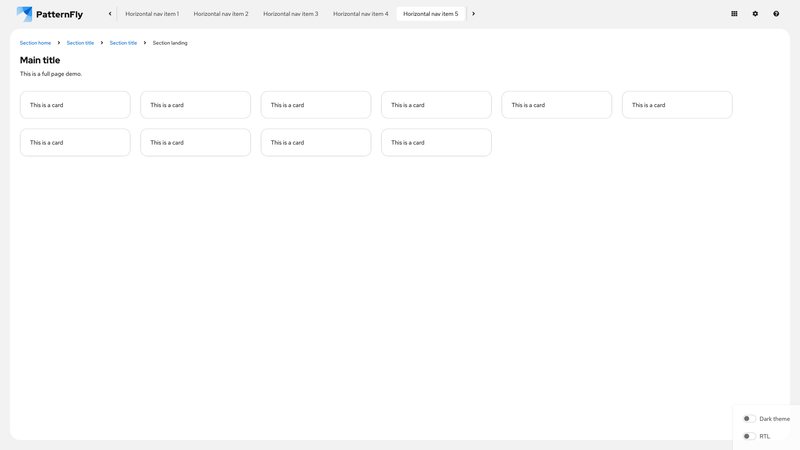 PatternFly Horizontal nav item 1 Horizontal nav item 2 Horizontal nav item 3 Horizontal nav item 4 Horizontal nav item 5
Section home Section title Section title Section landing
Main title
This is a full page demo.
This is a card This is a card This is a card This is a card This is a card This is a card
This is a card This is a card This is a card This is a card
Dark theme
RTL